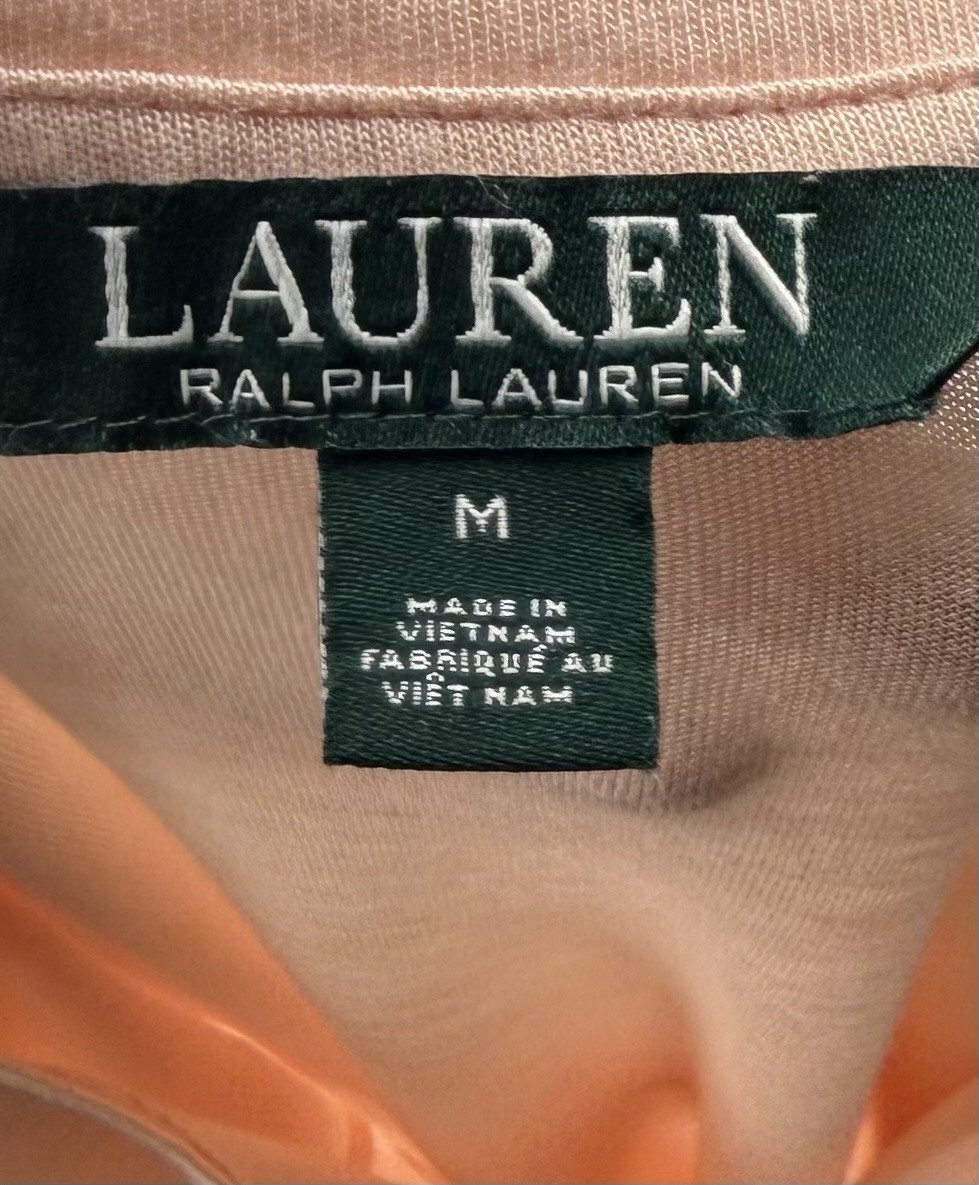 LAUREN
RALPH LAUREN
M
MADE IN
VIETNAM
FABRIQUÉ AU
VIÊT NAM